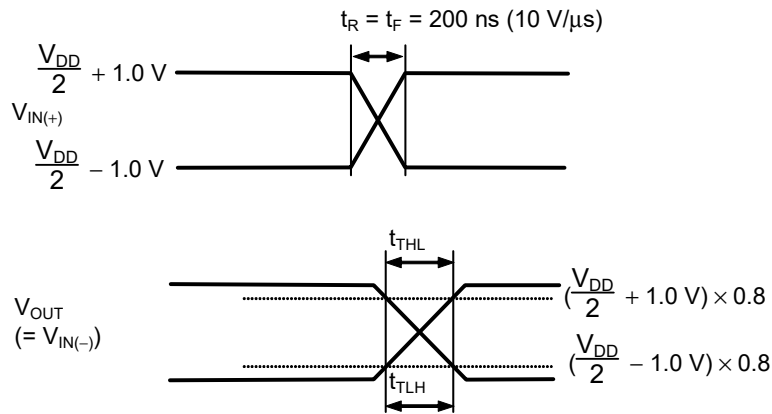 t_R = t_F = 200 ns (10 V/μs)
V_DD/2 + 1.0 V
V_IN(+)
V_DD/2 − 1.0 V
t_THL
(V_DD/2 + 1.0 V) × 0.8
V_OUT
(= V_IN(−))
(V_DD/2 − 1.0 V) × 0.8
t_TLH